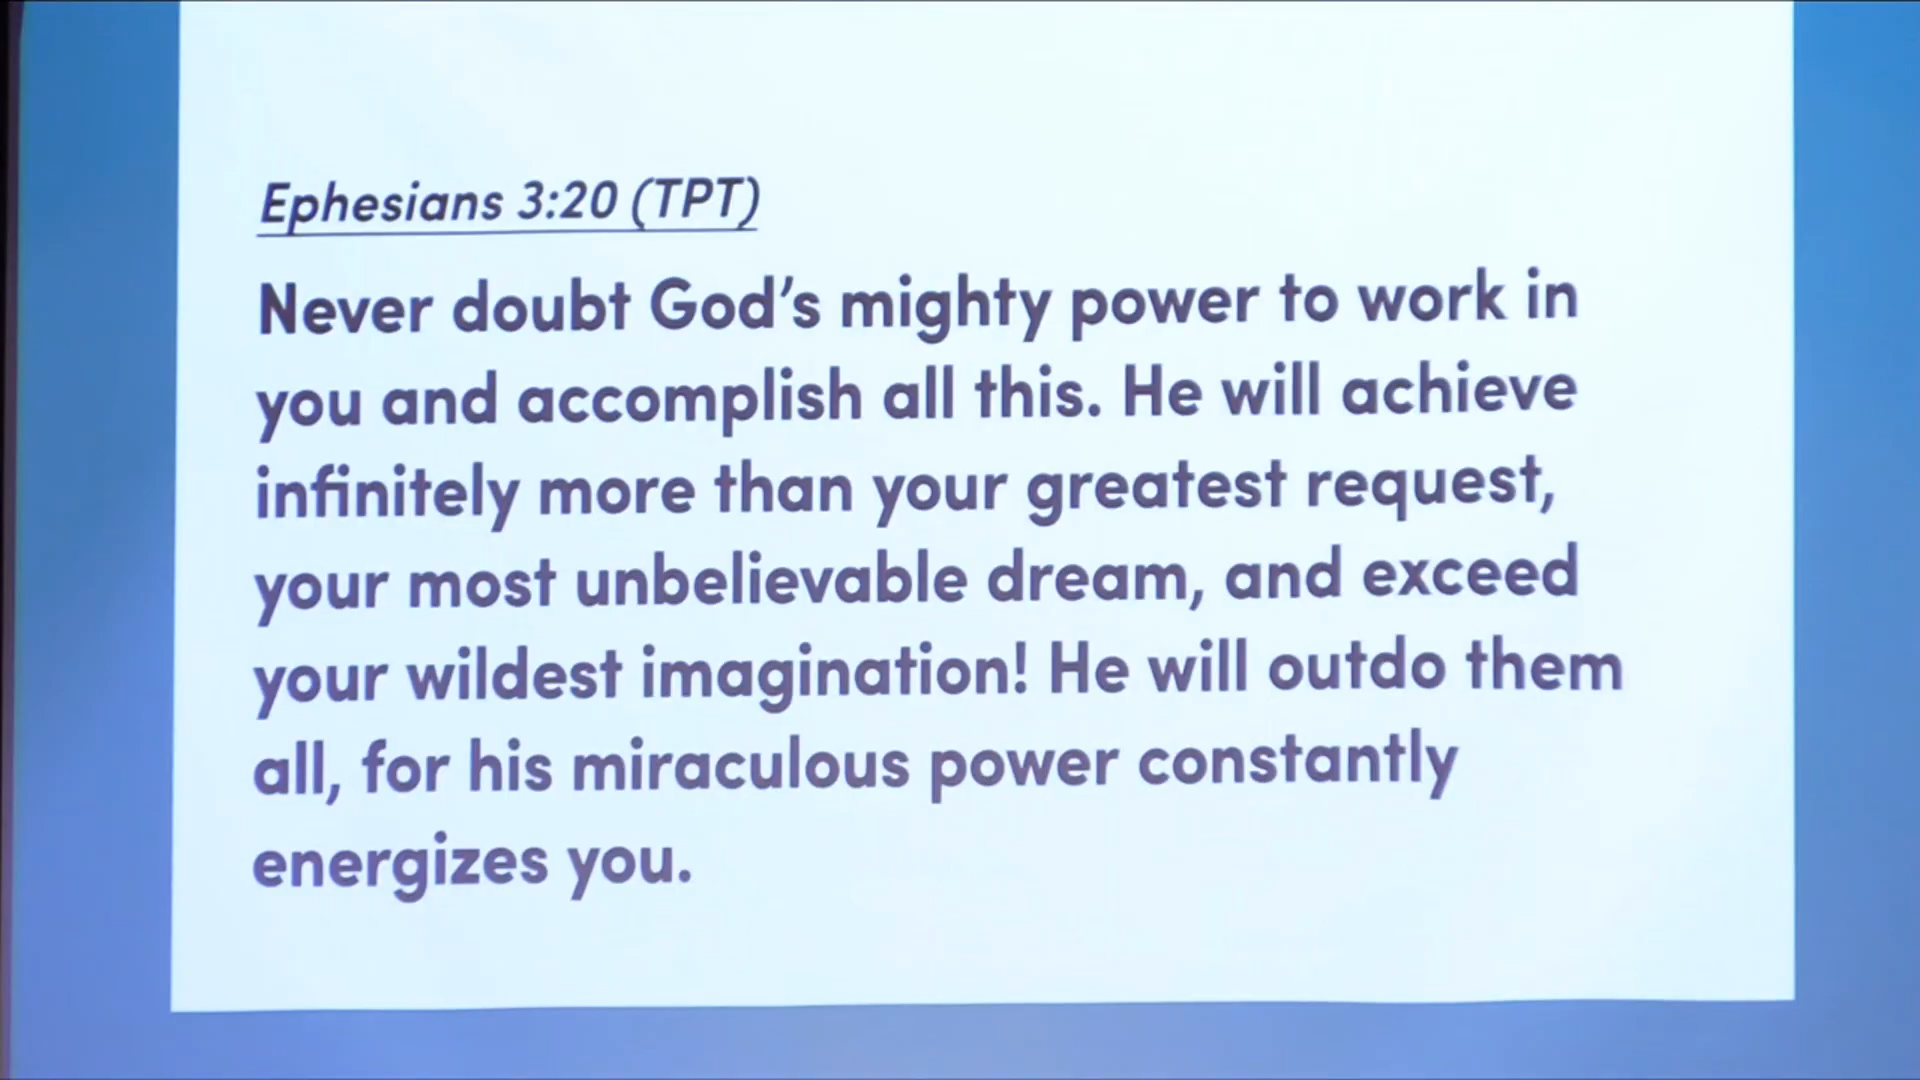 Ephesians 3:20 (TPT)
Never doubt God’s mighty power to work in
you and accomplish all this. He will achieve
infinitely more than your greatest request,
your most unbelievable dream, and exceed
your wildest imagination! He will outdo them
all, for his miraculous power constantly
energizes you.